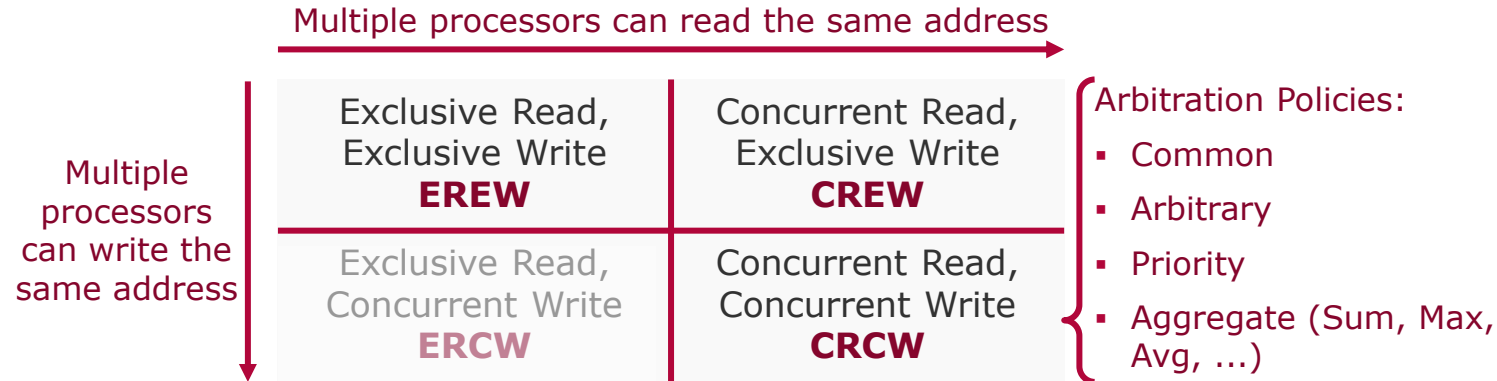 Multiple processors can read the same address
Multiple
processors
can write the
same address
Exclusive Read,
Exclusive Write
EREW
Concurrent Read,
Exclusive Write
CREW
Exclusive Read,
Concurrent Write
ERCW
Concurrent Read,
Concurrent Write
CRCW
Arbitration Policies:
▪ Common
▪ Arbitrary
▪ Priority
▪ Aggregate (Sum, Max,
Avg, ...)